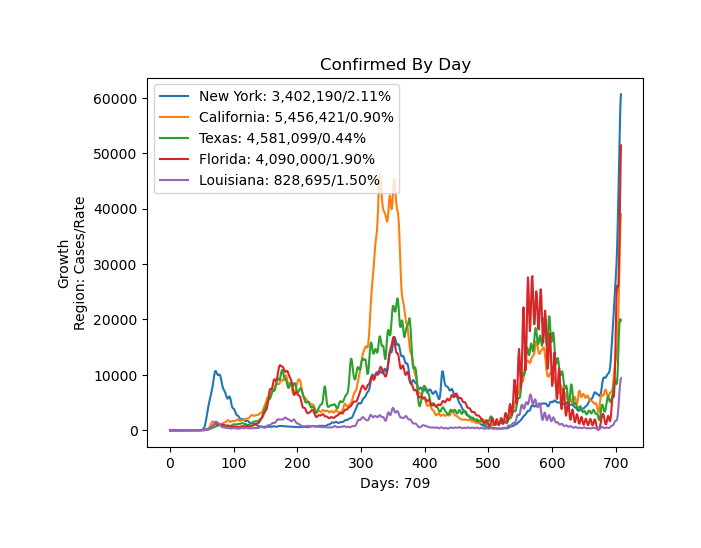 Confirmed By Day
New York: 3,402,190/2.11%
California: 5,456,421/0.90%
Texas: 4,581,099/0.44%
Florida: 4,090,000/1.90%
Louisiana: 828,695/1.50%
Growth
Region: Cases/Rate
60000
50000
40000
30000
20000
10000
0
0 100 200 300 400 500 600 700
Days: 709